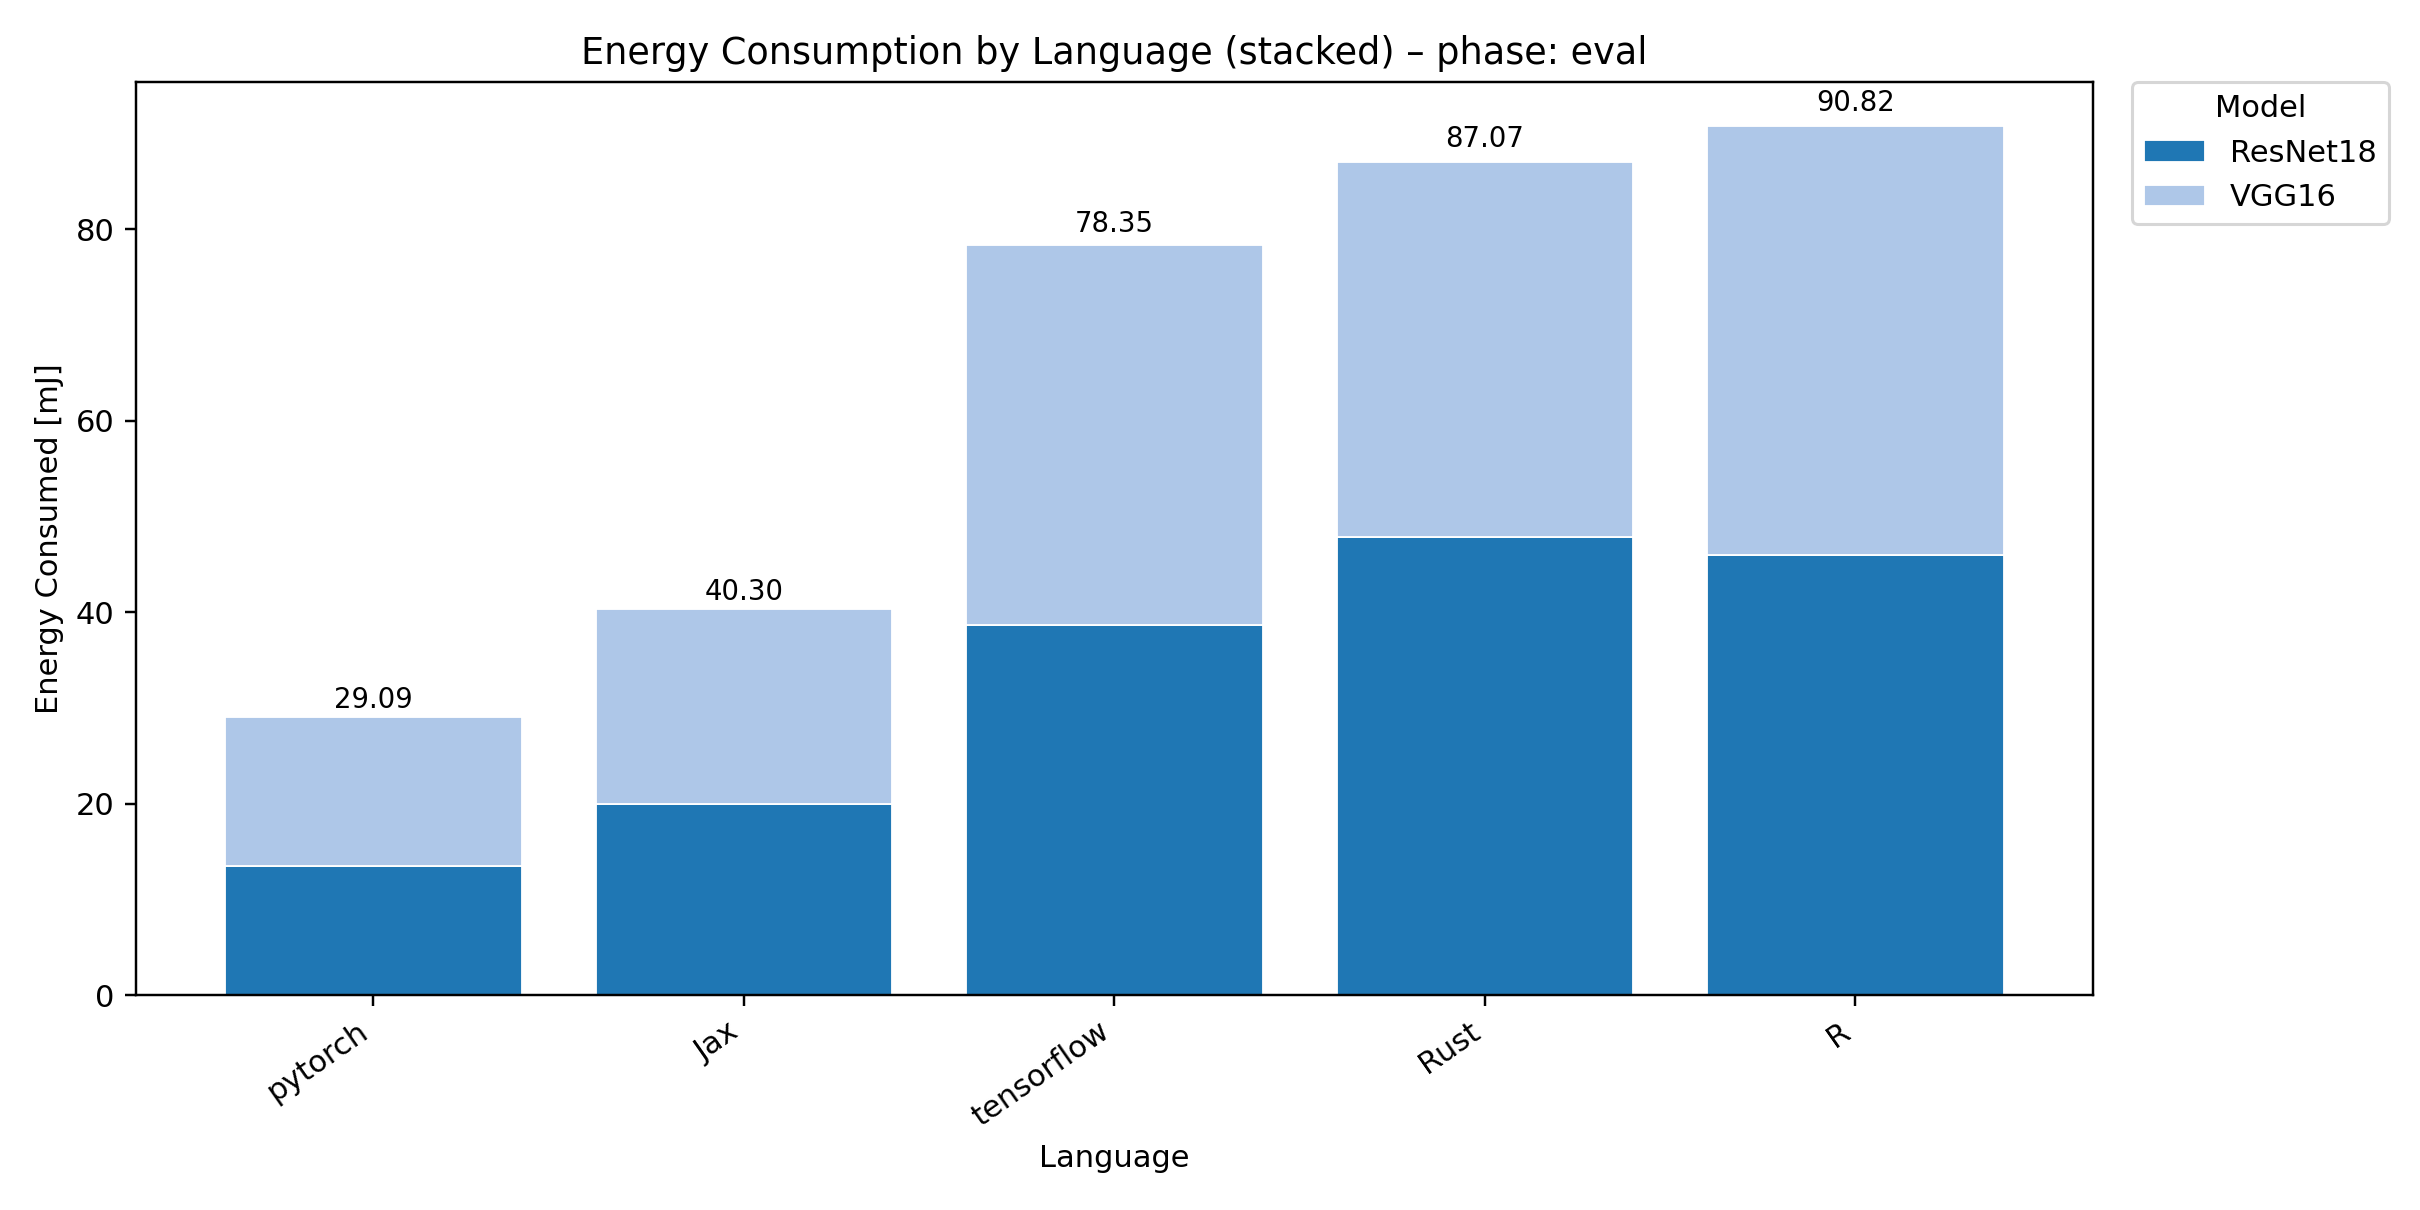 Energy Consumption by Language (stacked) – phase: eval
Model
ResNet18
VGG16
Energy Consumed [mJ]
80
60
40
20
0
29.09
40.30
78.35
87.07
90.82
pytorch
Jax
tensorflow
Rust
R
Language